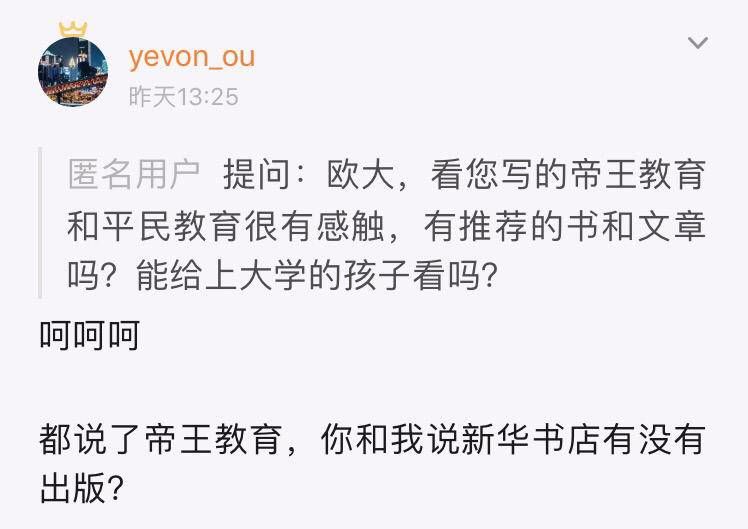 yevon_ou
昨天13:25
匿名用户 提问：欧大，看您写的帝王教育
和平民教育很有感触，有推荐的书和文章
吗？能给上大学的孩子看吗？
呵呵呵
都说了帝王教育，你和我说新华书店有没有
出版？